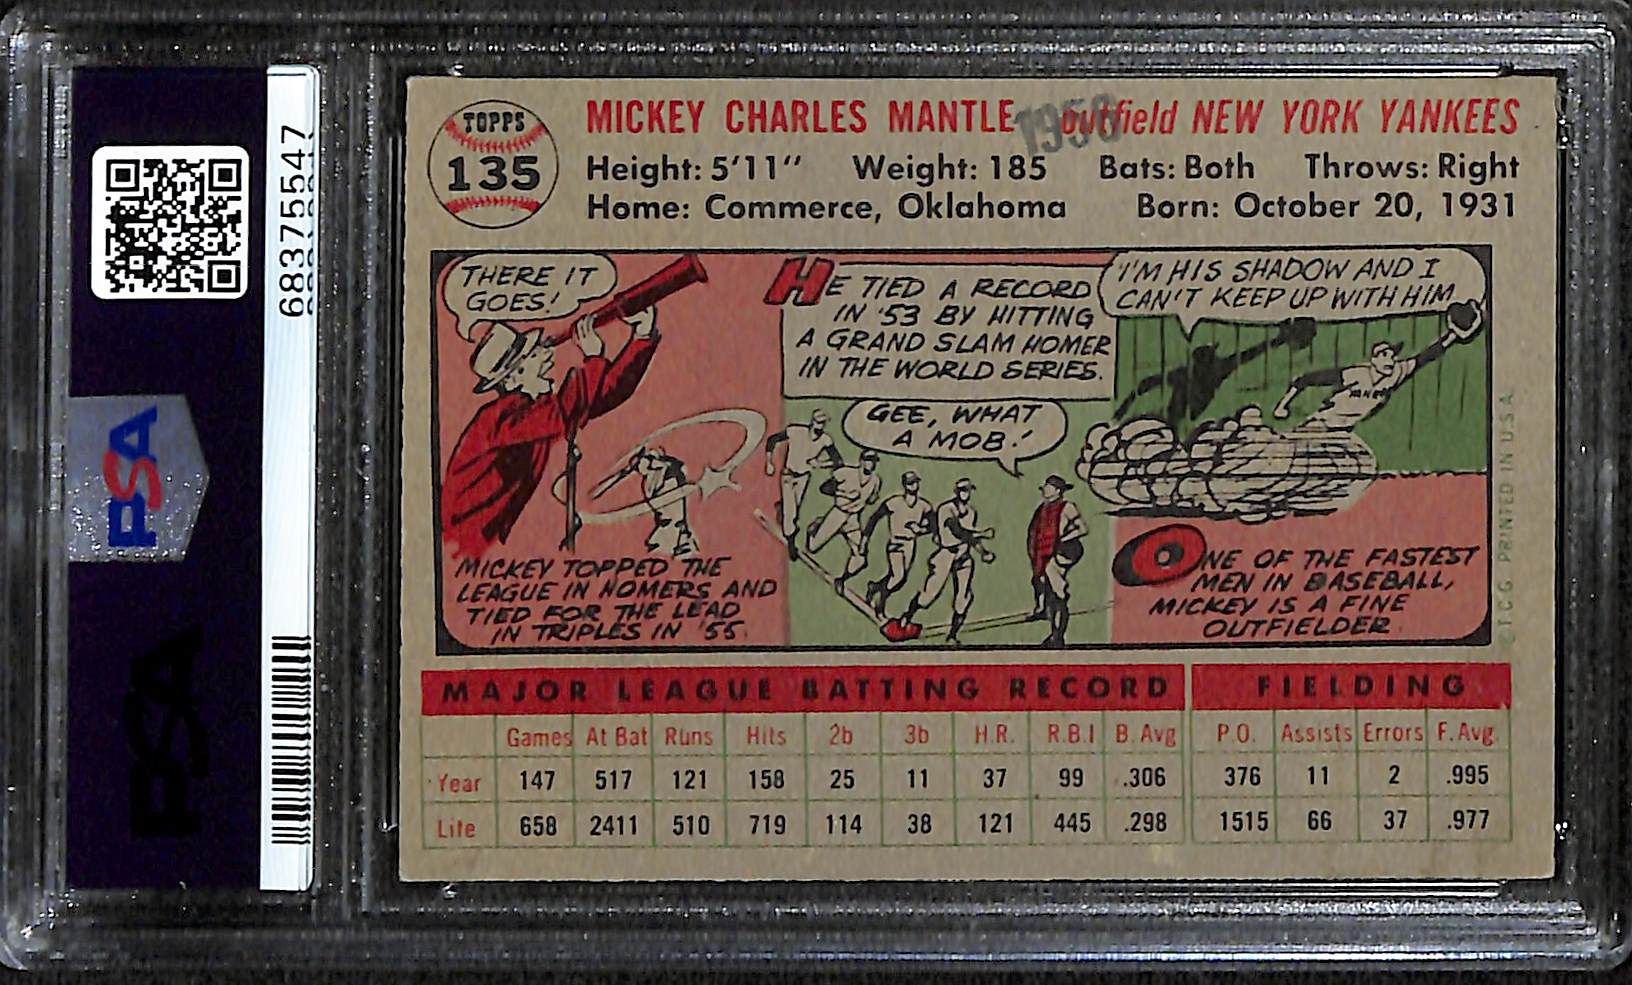 68375547
PSA
PSA
TOPPS
135
MICKEY CHARLES MANTLE outfield NEW YORK YANKEES
1956
Height: 5'11" Weight: 185 Bats: Both Throws: Right
Home: Commerce, Oklahoma Born: October 20, 1931
THERE IT
GOES!
MICKEY TOPPED THE
LEAGUE IN HOMERS AND
TIED FOR THE LEAD
IN TRIPLES IN '55.
HE TIED A RECORD
IN '53 BY HITTING
A GRAND SLAM HOMER
IN THE WORLD SERIES.
GEE, WHAT
A MOB!
I'M HIS SHADOW AND I
CAN'T KEEP UP WITH HIM
YANKEES
ONE OF THE FASTEST
MEN IN BASEBALL,
MICKEY IS A FINE
OUTFIELDER.
© T.C.G. PRINTED IN U.S.A.
MAJOR LEAGUE BATTING RECORD FIELDING
Games At Bat Runs Hits 2b 3b H.R. R.B.I B. Avg P.O. Assists Errors F. Avg.
Year 147 517 121 158 25 11 37 99 .306 376 11 2 .995
Life 658 2411 510 719 114 38 121 445 .298 1515 66 37 .977